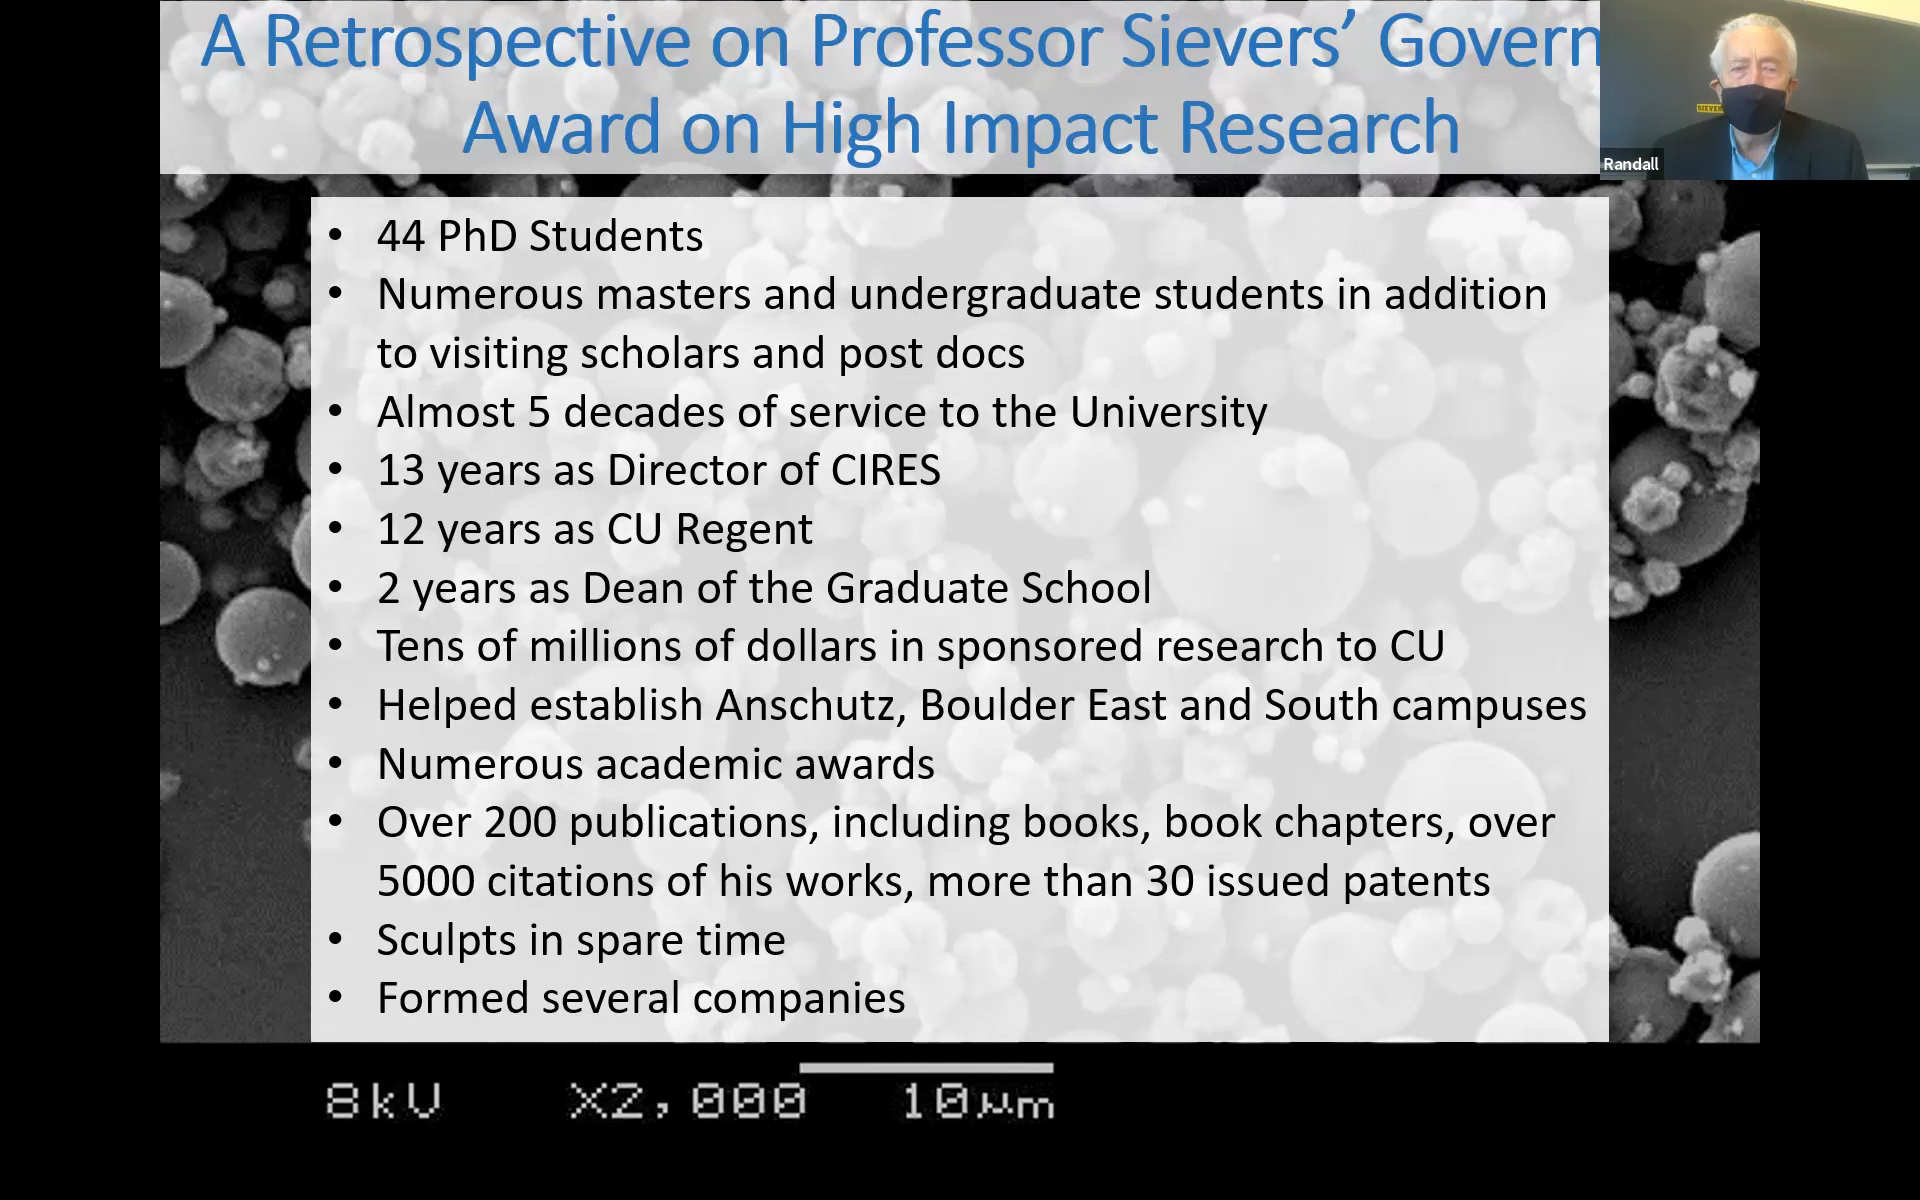 A Retrospective on Professor Sievers’ Govern
Award on High Impact Research
SIEVER
Randall
• 44 PhD Students
• Numerous masters and undergraduate students in addition
to visiting scholars and post docs
• Almost 5 decades of service to the University
• 13 years as Director of CIRES
• 12 years as CU Regent
• 2 years as Dean of the Graduate School
• Tens of millions of dollars in sponsored research to CU
• Helped establish Anschutz, Boulder East and South campuses
• Numerous academic awards
• Over 200 publications, including books, book chapters, over
5000 citations of his works, more than 30 issued patents
• Sculpts in spare time
• Formed several companies
8kV X2,000 10µm